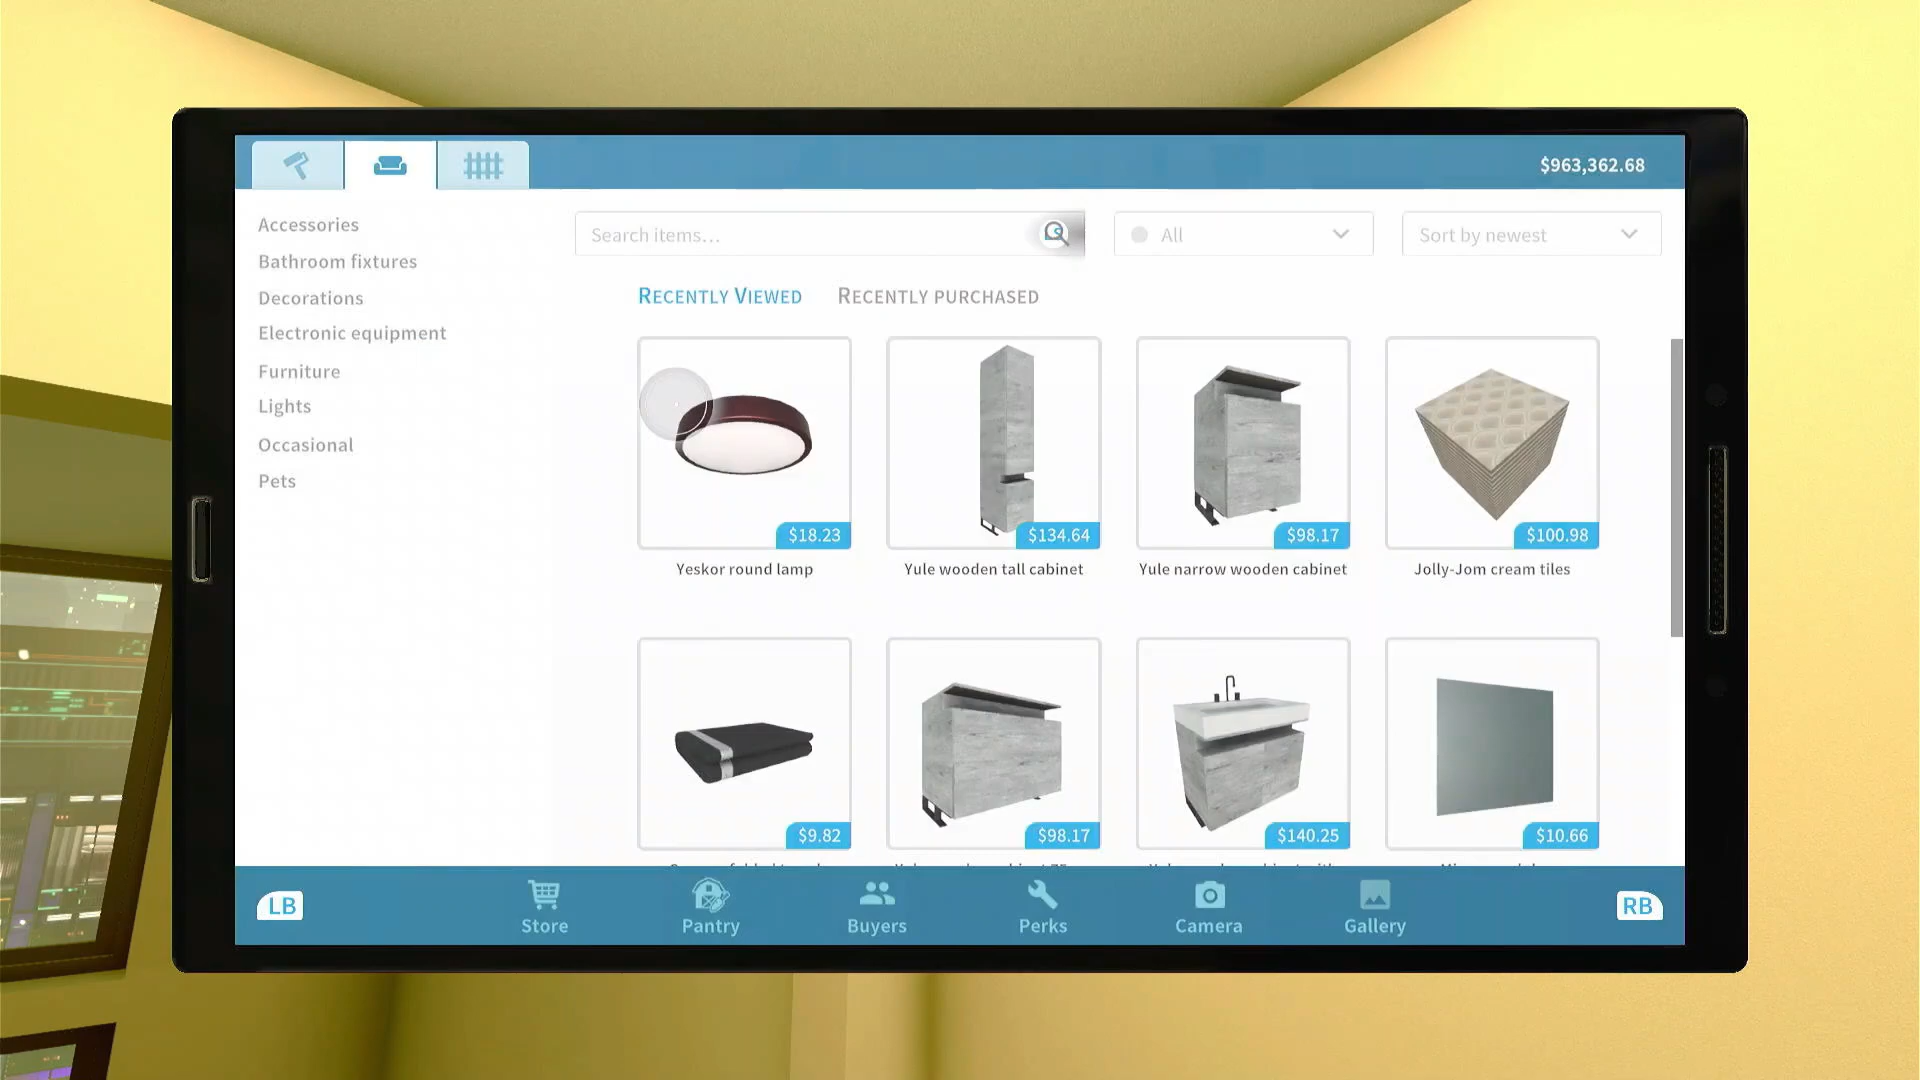 $963,362.68
Accessories
Bathroom fixtures
Decorations
Electronic equipment
Furniture
Lights
Occasional
Pets
Search items...
All
Sort by newest
RECENTLY VIEWED
RECENTLY PURCHASED
$18.23
$134.64
$98.17
$100.98
Yeskor round lamp
Yule wooden tall cabinet
Yule narrow wooden cabinet
Jolly-Jom cream tiles
$9.82
$98.17
$140.25
$10.66
LB
Store
Pantry
Buyers
Perks
Camera
Gallery
RB